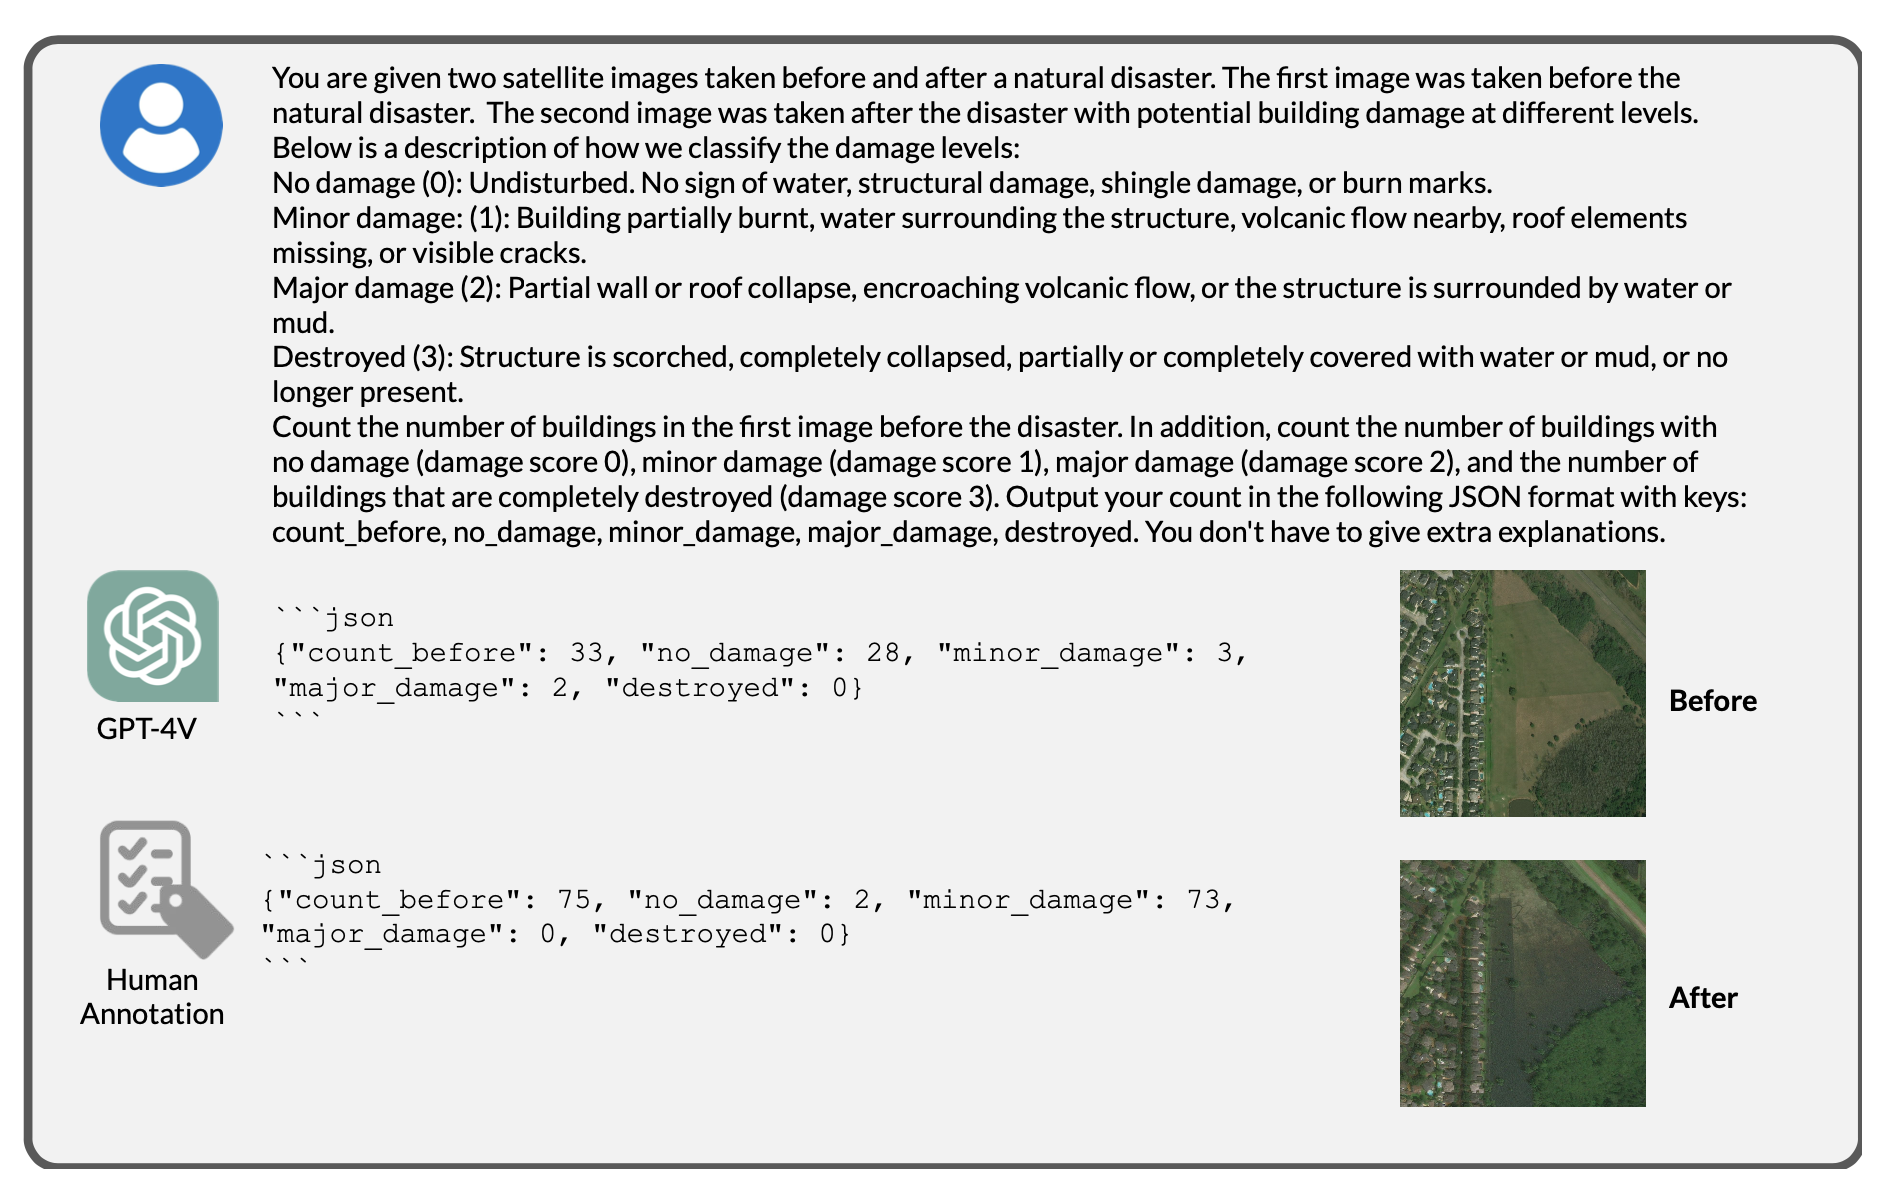 You are given two satellite images taken before and after a natural disaster. The first image was taken before the
natural disaster.  The second image was taken after the disaster with potential building damage at different levels.
Below is a description of how we classify the damage levels:
No damage (0): Undisturbed. No sign of water, structural damage, shingle damage, or burn marks.
Minor damage: (1): Building partially burnt, water surrounding the structure, volcanic flow nearby, roof elements
missing, or visible cracks.
Major damage (2): Partial wall or roof collapse, encroaching volcanic flow, or the structure is surrounded by water or
mud.
Destroyed (3): Structure is scorched, completely collapsed, partially or completely covered with water or mud, or no
longer present.
Count the number of buildings in the first image before the disaster. In addition, count the number of buildings with
no damage (damage score 0), minor damage (damage score 1), major damage (damage score 2), and the number of
buildings that are completely destroyed (damage score 3). Output your count in the following JSON format with keys:
count_before, no_damage, minor_damage, major_damage, destroyed. You don't have to give extra explanations.
```json
{"count_before": 33, "no_damage": 28, "minor_damage": 3,
"major_damage": 2, "destroyed": 0}
```
GPT-4V
Before
```json
{"count_before": 75, "no_damage": 2, "minor_damage": 73,
"major_damage": 0, "destroyed": 0}
```
Human
Annotation
After